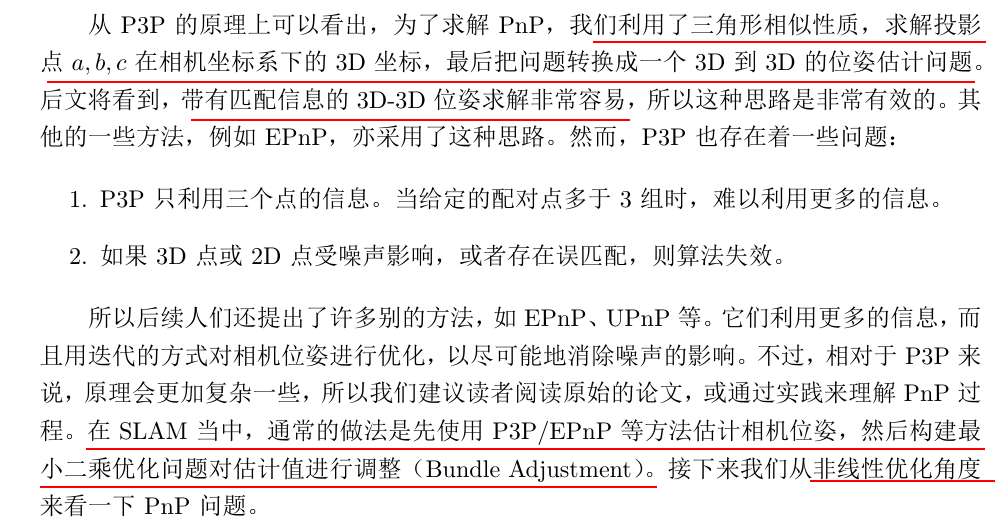 从 P3P 的原理上可以看出，为了求解 PnP，我们利用了三角形相似性质，求解投影
点 a, b, c 在相机坐标系下的 3D 坐标，最后把问题转换成一个 3D 到 3D 的位姿估计问题。
后文将看到，带有匹配信息的 3D-3D 位姿求解非常容易，所以这种思路是非常有效的。其
他的一些方法，例如 EPnP，亦采用了这种思路。然而，P3P 也存在着一些问题：
1. P3P 只利用三个点的信息。当给定的配对点多于 3 组时，难以利用更多的信息。
2. 如果 3D 点或 2D 点受噪声影响，或者存在误匹配，则算法失效。
所以后续人们还提出了许多别的方法，如 EPnP、UPnP 等。它们利用更多的信息，而
且用迭代的方式对相机位姿进行优化，以尽可能地消除噪声的影响。不过，相对于 P3P 来
说，原理会更加复杂一些，所以我们建议读者阅读原始的论文，或通过实践来理解 PnP 过
程。在 SLAM 当中，通常的做法是先使用 P3P/EPnP 等方法估计相机位姿，然后构建最
小二乘优化问题对估计值进行调整（Bundle Adjustment）。接下来我们从非线性优化角度
来看一下 PnP 问题。